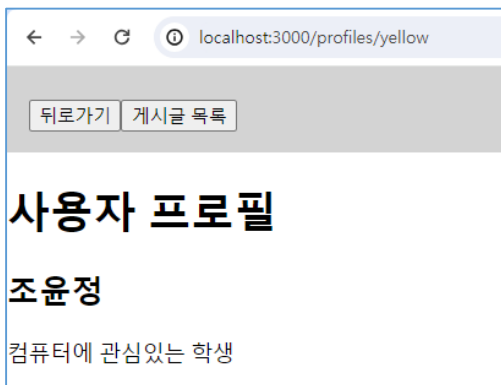 localhost:3000/profiles/yellow
뒤로가기 게시글 목록
사용자 프로필
조윤정
컴퓨터에 관심있는 학생